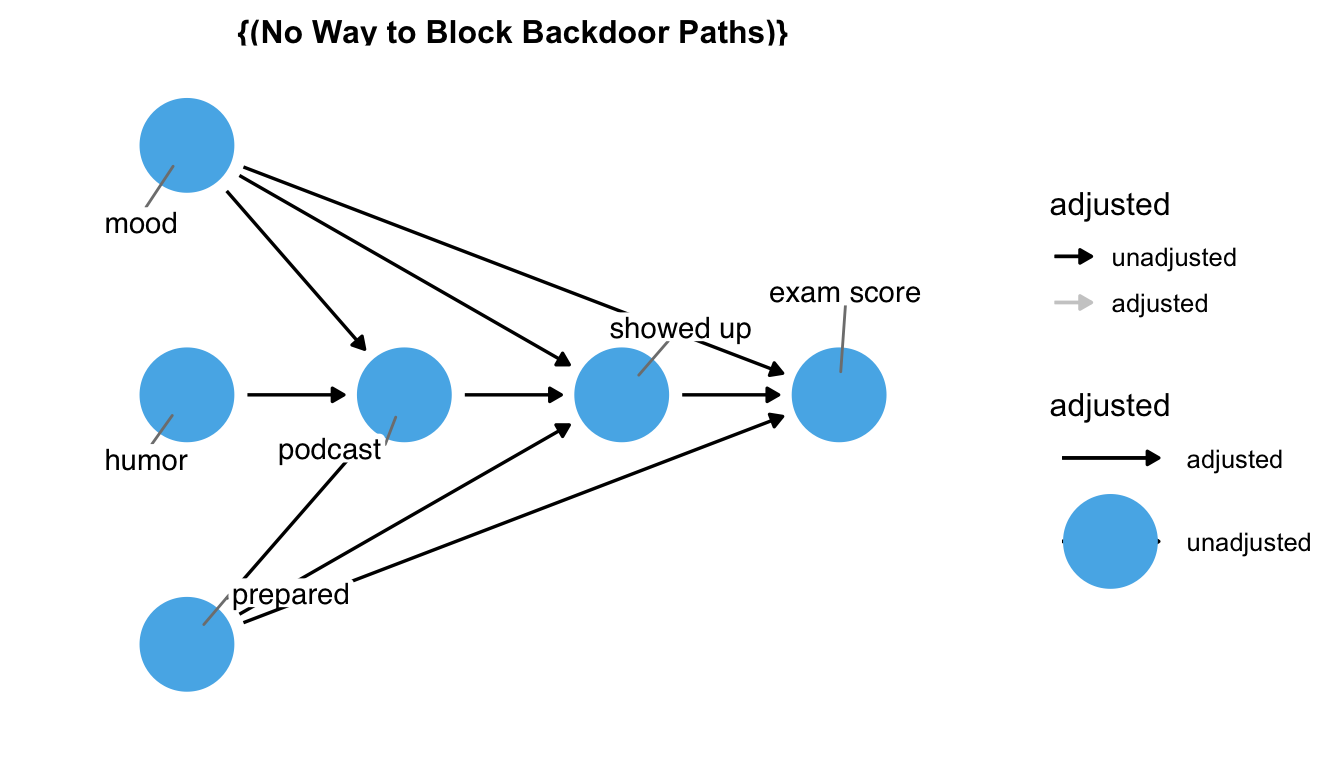 {(No Way to Block Backdoor Paths)}
mood
humor
podcast
prepared
showed up
exam score
adjusted
unadjusted
adjusted
adjusted
adjusted
unadjusted